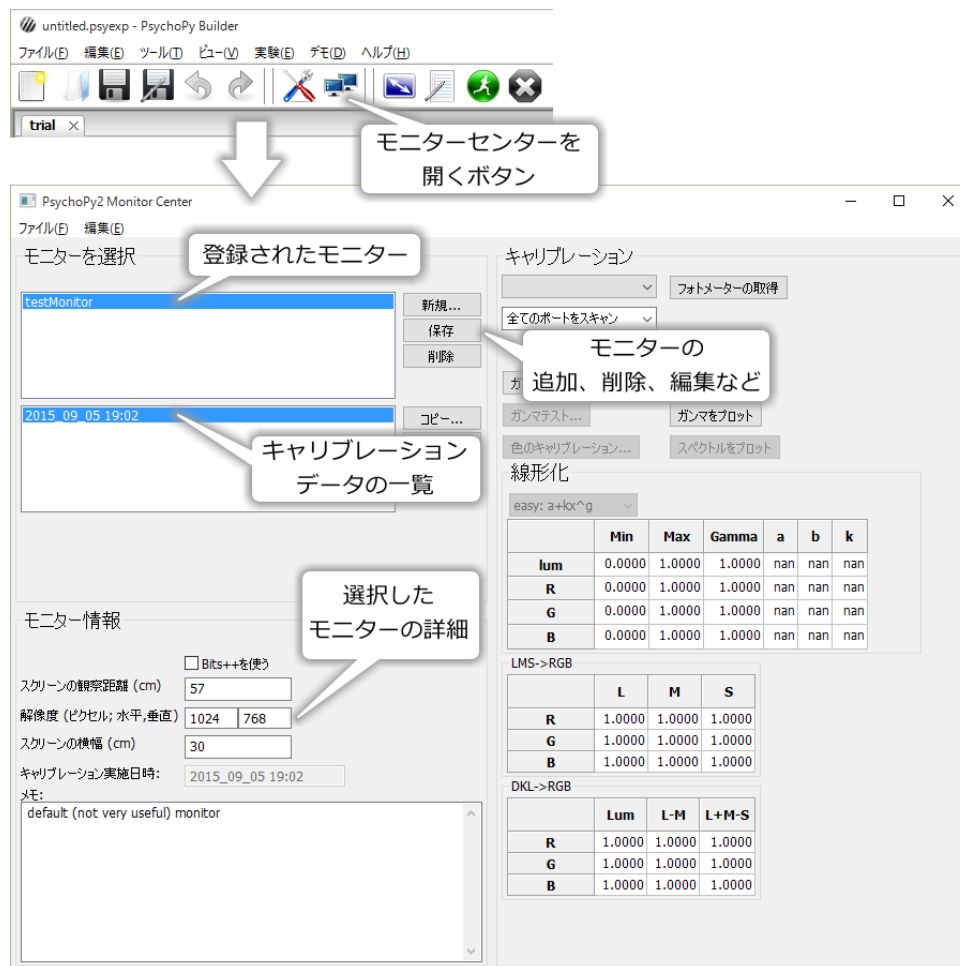 untitled.psyexp - PsychoPy Builder
ファイル(F) 編集(E) ツール(T) ビュー(V) 実験(E) デモ(D) ヘルプ(H)
trial
モニターセンターを
開くボタン
PsychoPy2 Monitor Center
ファイル(F) 編集(E)
モニターを選択
登録されたモニター
testMonitor
新規...
保存
削除
モニターの
追加、削除、編集など
2015_09_05 19:02
コピー...
キャリブレーション
データの一覧
選択した
モニターの詳細
モニター情報
Bits++を使う
スクリーンの観察距離 (cm) 57
解像度 (ピクセル; 水平,垂直) 1024 768
スクリーンの横幅 (cm) 30
キャリブレーション実施日時: 2015_09_05 19:02
メモ:
default (not very useful) monitor
キャリブレーション
フォトメーターの取得
全てのポートをスキャン
ガンマテスト... ガンマをプロット
色のキャリブレーション... スペクトルをプロット
線形化
easy: a+kx^g
Min Max Gamma a b k
lum 0.0000 1.0000 1.0000 nan nan nan
R 0.0000 1.0000 1.0000 nan nan nan
G 0.0000 1.0000 1.0000 nan nan nan
B 0.0000 1.0000 1.0000 nan nan nan
LMS->RGB
L M S
R 1.0000 1.0000 1.0000
G 1.0000 1.0000 1.0000
B 1.0000 1.0000 1.0000
DKL->RGB
Lum L-M L+M-S
R 1.0000 1.0000 1.0000
G 1.0000 1.0000 1.0000
B 1.0000 1.0000 1.0000